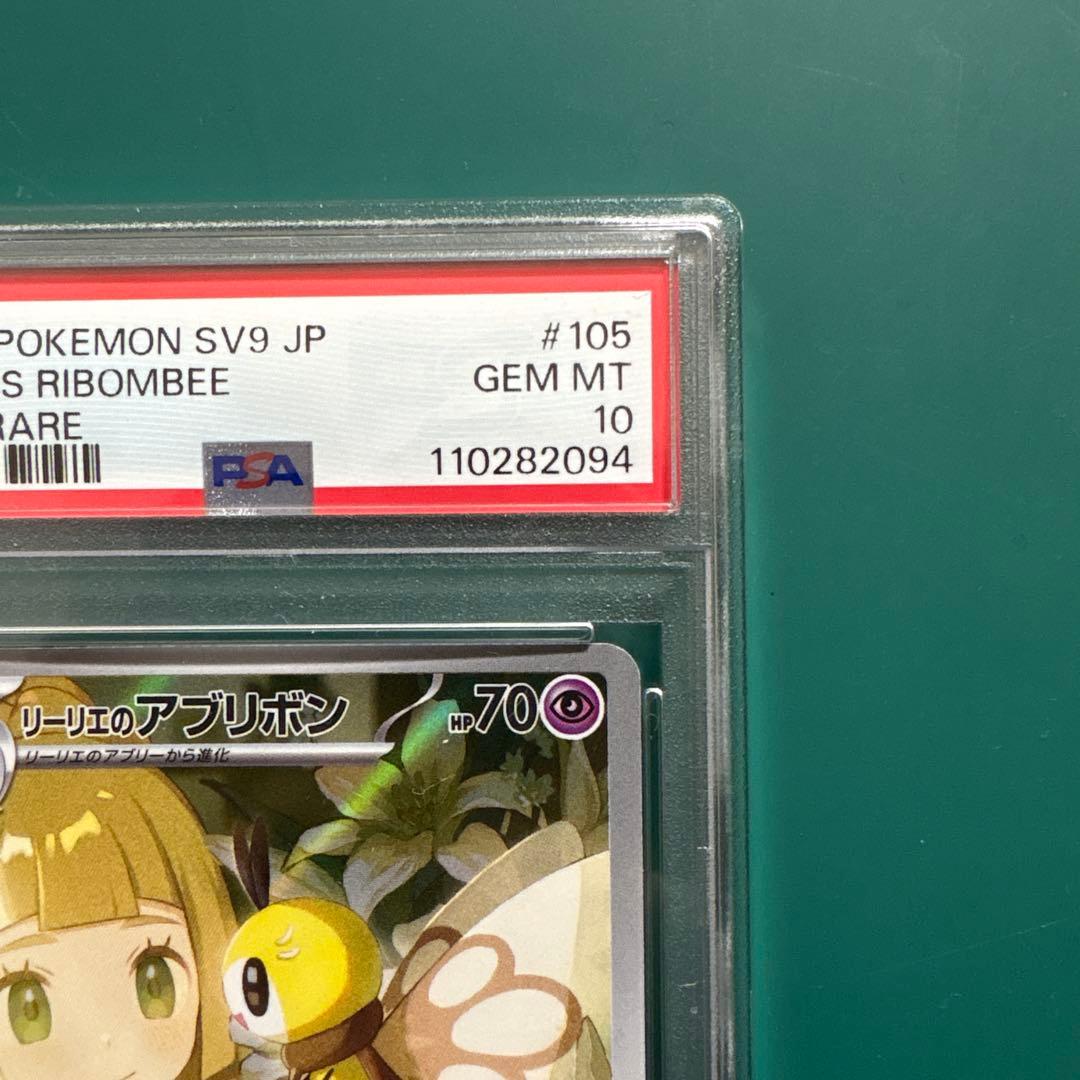 POKEMON SV9 JP #105
S RIBOMBEE GEM MT
RARE 10
PSA 110282094
リーリエのアブリボン HP70
リーリエのアブリーから進化